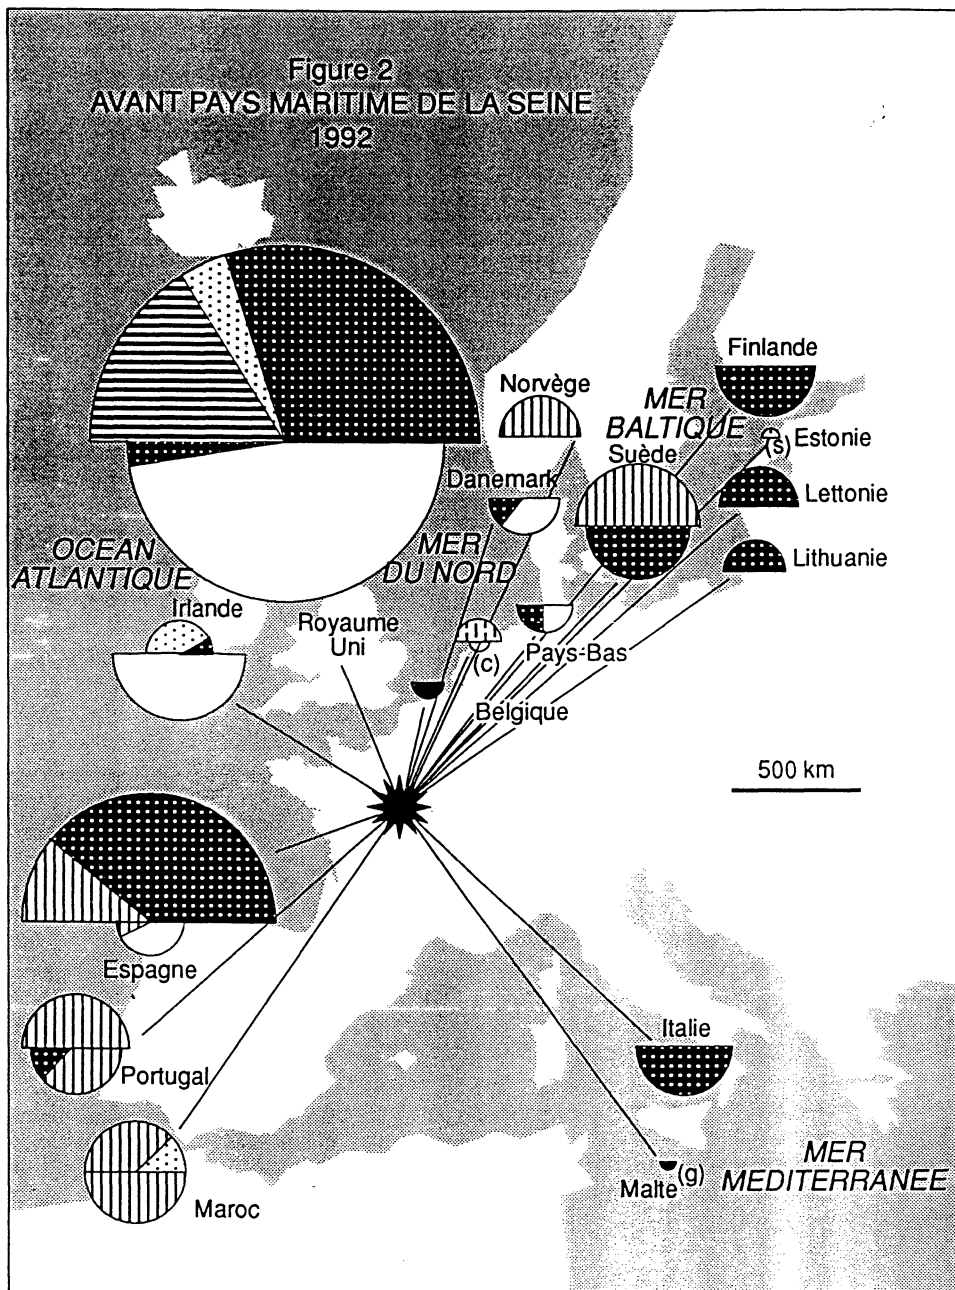 Figure 2
AVANT PAYS MARITIME DE LA SEINE
1992
Finlande
Norvège
MER
BALTIQUE
(s)
Estonie
Suède
Danemark
Lettonie
OCEAN
ATLANTIQUE
MER
DU NORD
Lithuanie
Irlande
Royaume
Uni
(c)
Pays-Bas
Belgique
500 km
Espagne
Italie
Portugal
MER
MEDITERRANEE
Malte
(g)
Maroc